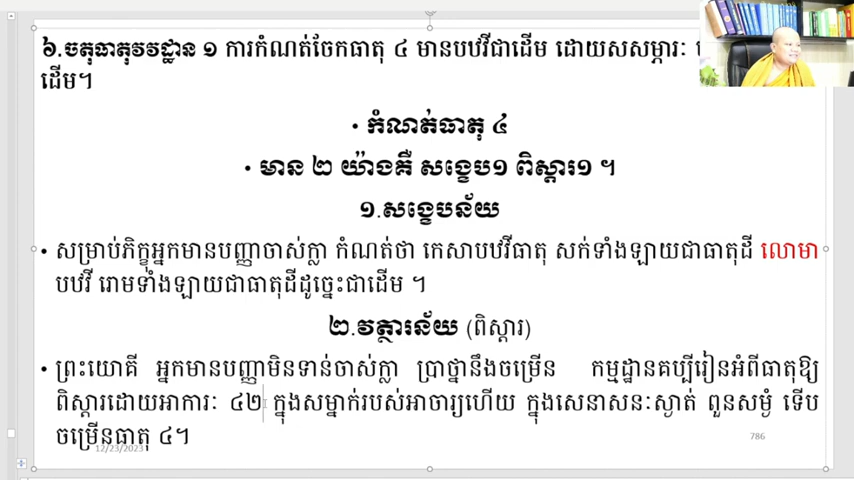 ៦.ចតុធាតុវវដ្ឋាន ១ ការកំណត់ចែកធាតុ ៤ មានបឋវីជាដើម ដោយសសម្ភារៈ
ដើម។
• កំណត់ធាតុ ៤
• មាន ២ យ៉ាងគឺ សង្ខេប១ ពិស្តារ១ ។
១.សង្ខេបន័យ
• សម្រាប់ភិក្ខុអ្នកមានបញ្ញាចាស់ក្លា កំណត់ថា កេសាបឋវីធាតុ សក់ទាំងឡាយជាធាតុដី លោមា
បឋវី រោមទាំងឡាយជាធាតុដីដូច្នេះជាដើម ។
២.វត្ថារន័យ (ពិស្តារ)
• ព្រះយោគី អ្នកមានបញ្ញាមិនទាន់ចាស់ក្លា ប្រាថ្នានឹងចម្រើន កម្មដ្ឋានគប្បីរៀនអំពីធាតុឱ្យ
ពិស្តារដោយអាការៈ ៤២ ក្នុងសម្នាក់របស់អាចារ្យហើយ ក្នុងសេនាសនៈស្ងាត់ ពួនសម្ងំ ទើប
ចម្រើនធាតុ ៤។
12/23/2023
786